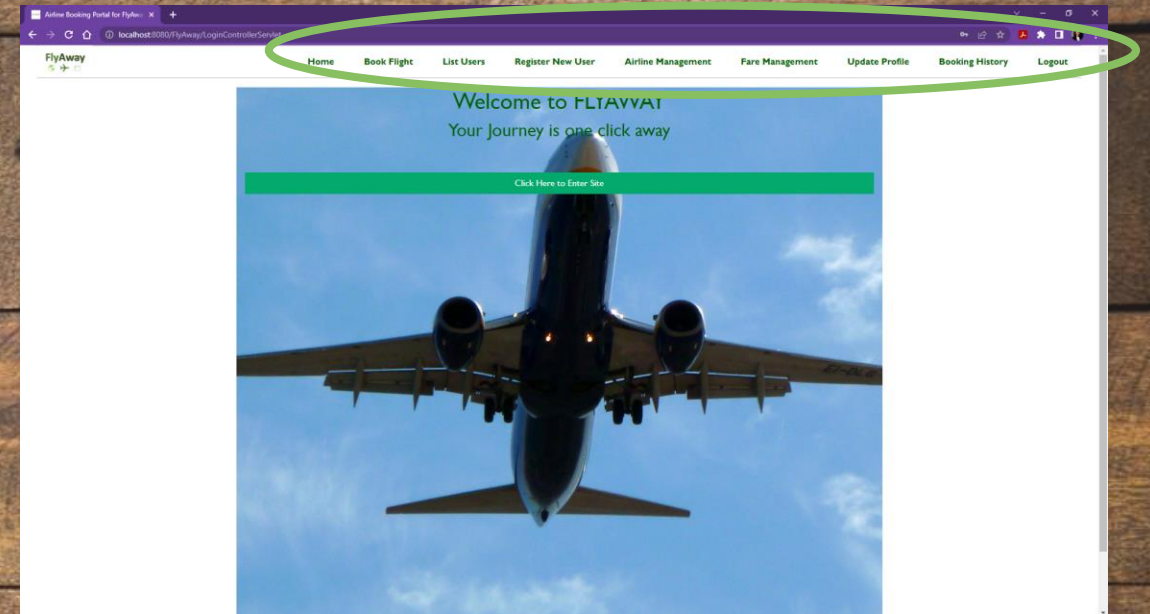 Airline Booking Portal for FlyAw
localhost:8080/FlyAway/LoginControllerServlet
FlyAway
Home Book Flight List Users Register New User Airline Management Fare Management Update Profile Booking History Logout
Welcome to FLYAWAY
Your Journey is one click away
Click Here to Enter Site